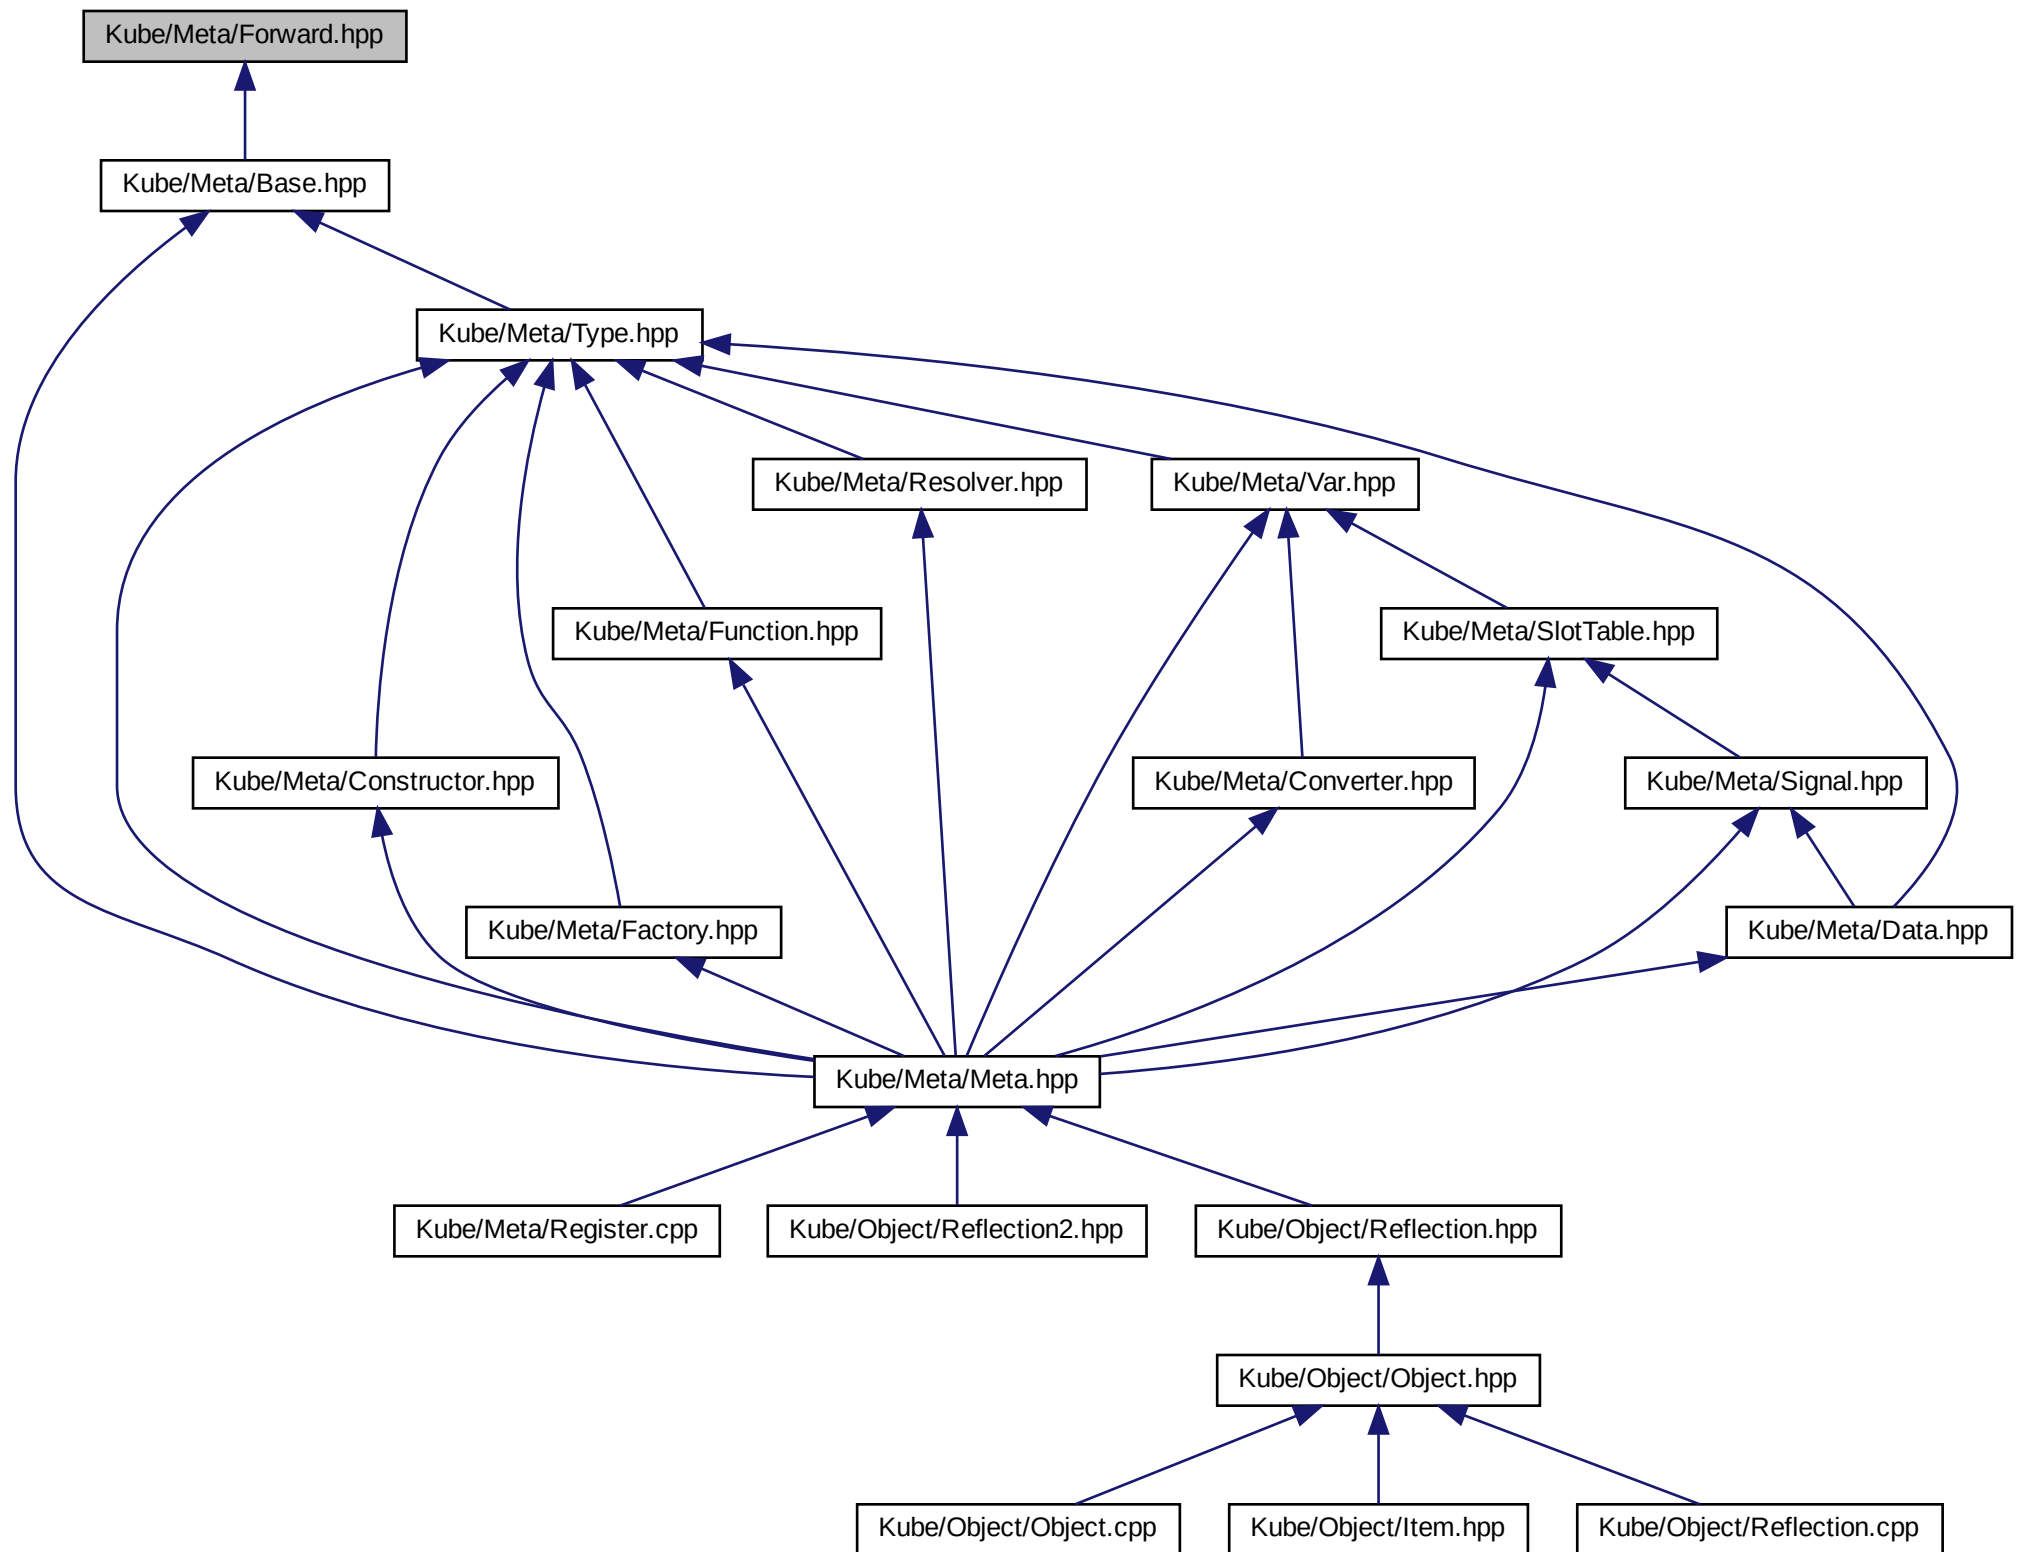 Kube/Meta/Forward.hpp
Kube/Meta/Base.hpp
Kube/Meta/Type.hpp
Kube/Meta/Resolver.hpp
Kube/Meta/Var.hpp
Kube/Meta/Function.hpp
Kube/Meta/SlotTable.hpp
Kube/Meta/Constructor.hpp
Kube/Meta/Converter.hpp
Kube/Meta/Signal.hpp
Kube/Meta/Factory.hpp
Kube/Meta/Data.hpp
Kube/Meta/Meta.hpp
Kube/Meta/Register.cpp
Kube/Object/Reflection2.hpp
Kube/Object/Reflection.hpp
Kube/Object/Object.hpp
Kube/Object/Object.cpp
Kube/Object/Item.hpp
Kube/Object/Reflection.cpp